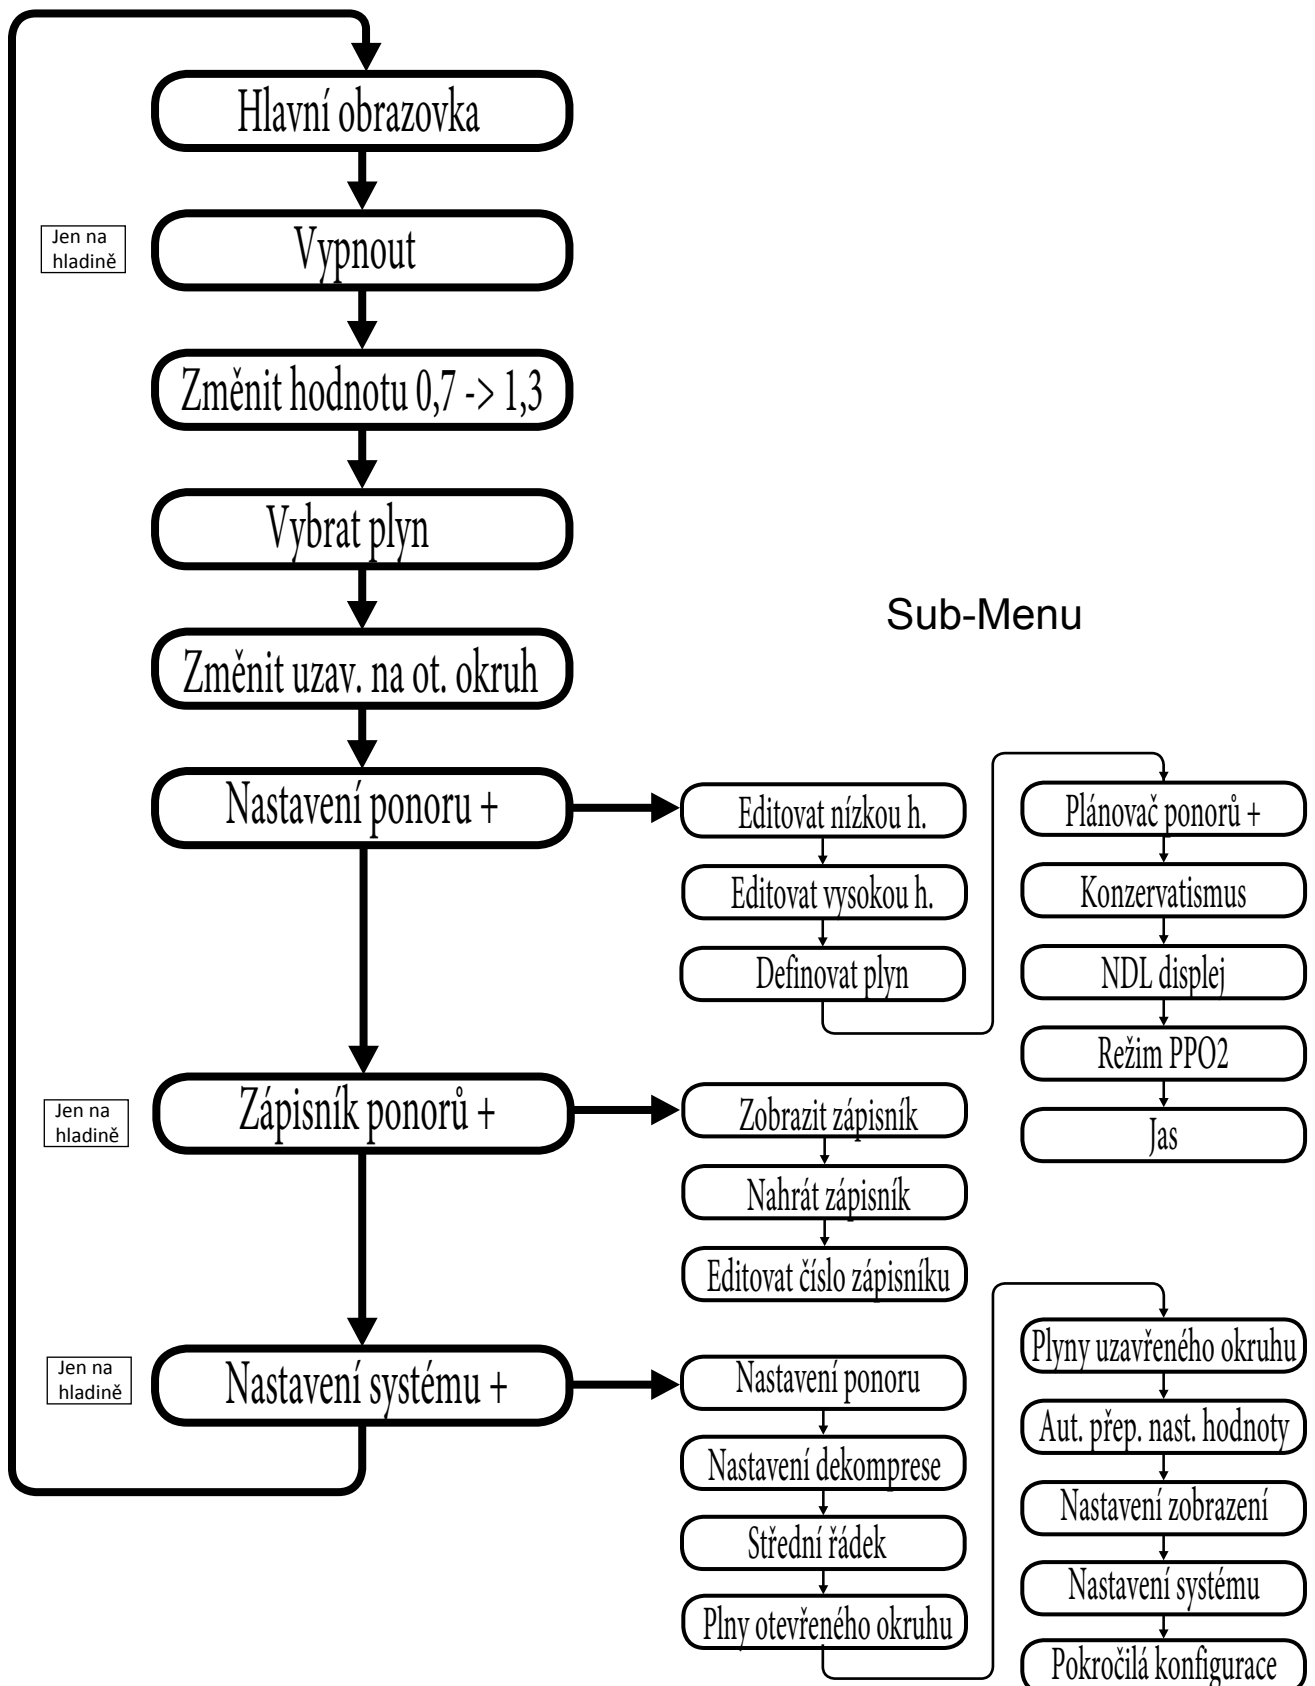 Hlavní obrazovka
Jen na
hladině
Vypnout
Změnit hodnotu 0,7 -> 1,3
Vybrat plyn
Změnit uzav. na ot. okruh
Sub-Menu
Nastavení ponoru +
Editovat nízkou h.
Editovat vysokou h.
Definovat plyn
Plánovač ponorů +
Konzervatismus
NDL displej
Režim PPO2
Jas
Jen na
hladině
Zápisník ponorů +
Zobrazit zápisník
Nahrát zápisník
Editovat číslo zápisníku
Jen na
hladině
Nastavení systému +
Nastavení ponoru
Nastavení dekomprese
Střední řádek
Plny otevřeného okruhu
Plyny uzavřeného okruhu
Aut. přep. nast. hodnoty
Nastavení zobrazení
Nastavení systému
Pokročilá konfigurace